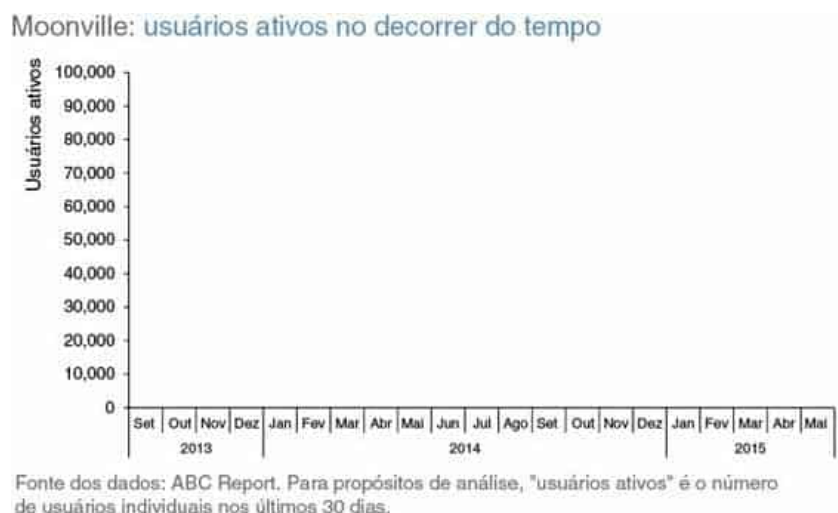 Moonville: usuários ativos no decorrer do tempo
Usuários ativos
100,000
90,000
80,000
70,000
60,000
50,000
40,000
30,000
20,000
10,000
0
Set Out Nov Dez Jan Fev Mar Abr Mai Jun Jul Ago Set Out Nov Dez Jan Fev Mar Abr Mai
2013 2014 2015
Fonte dos dados: ABC Report. Para propósitos de análise, "usuários ativos" é o número
de usuários individuais nos últimos 30 dias.